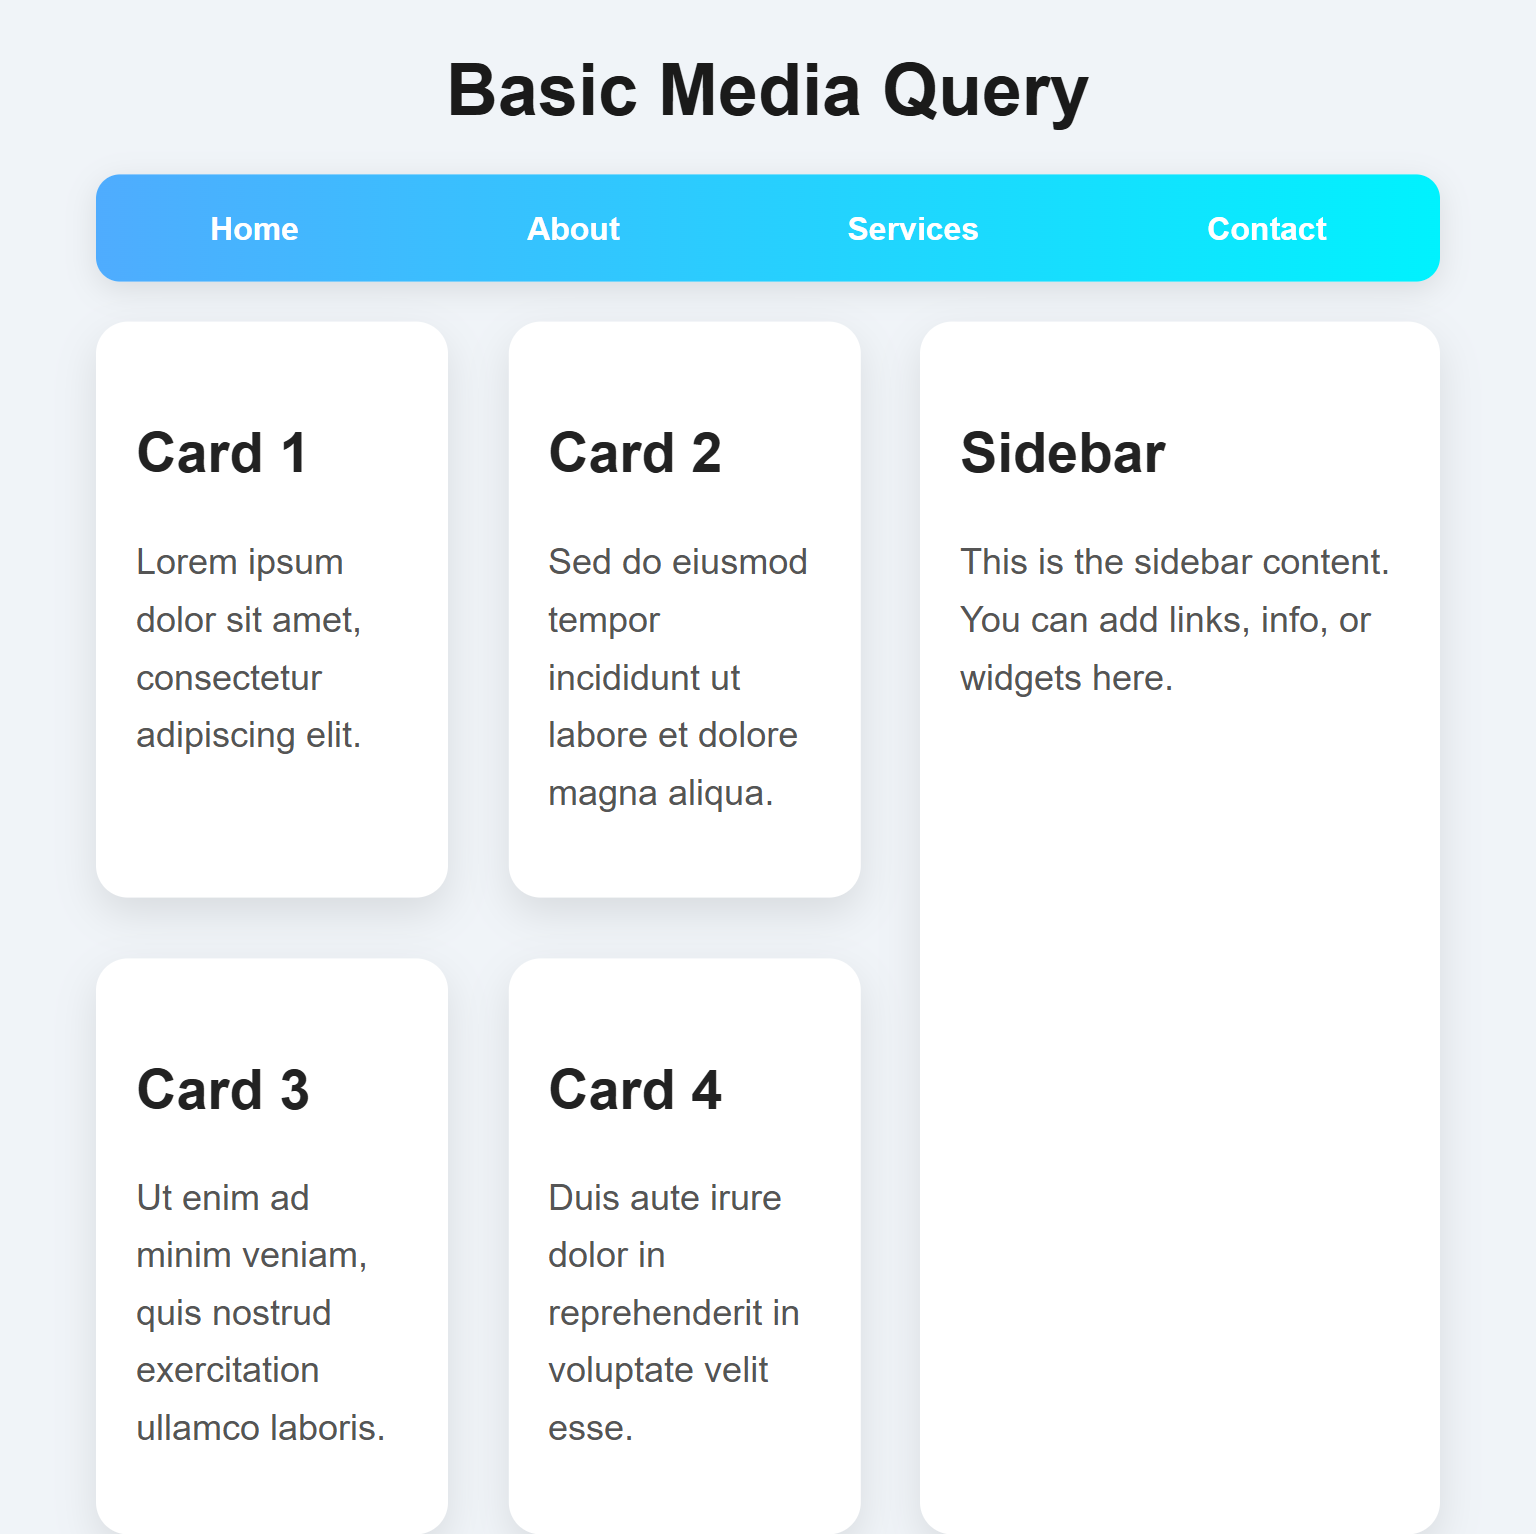 Basic Media Query
Home About Services Contact
Card 1
Lorem ipsum
dolor sit amet,
consectetur
adipiscing elit.
Card 2
Sed do eiusmod
tempor
incididunt ut
labore et dolore
magna aliqua.
Sidebar
This is the sidebar content.
You can add links, info, or
widgets here.
Card 3
Ut enim ad
minim veniam,
quis nostrud
exercitation
ullamco laboris.
Card 4
Duis aute irure
dolor in
reprehenderit in
voluptate velit
esse.